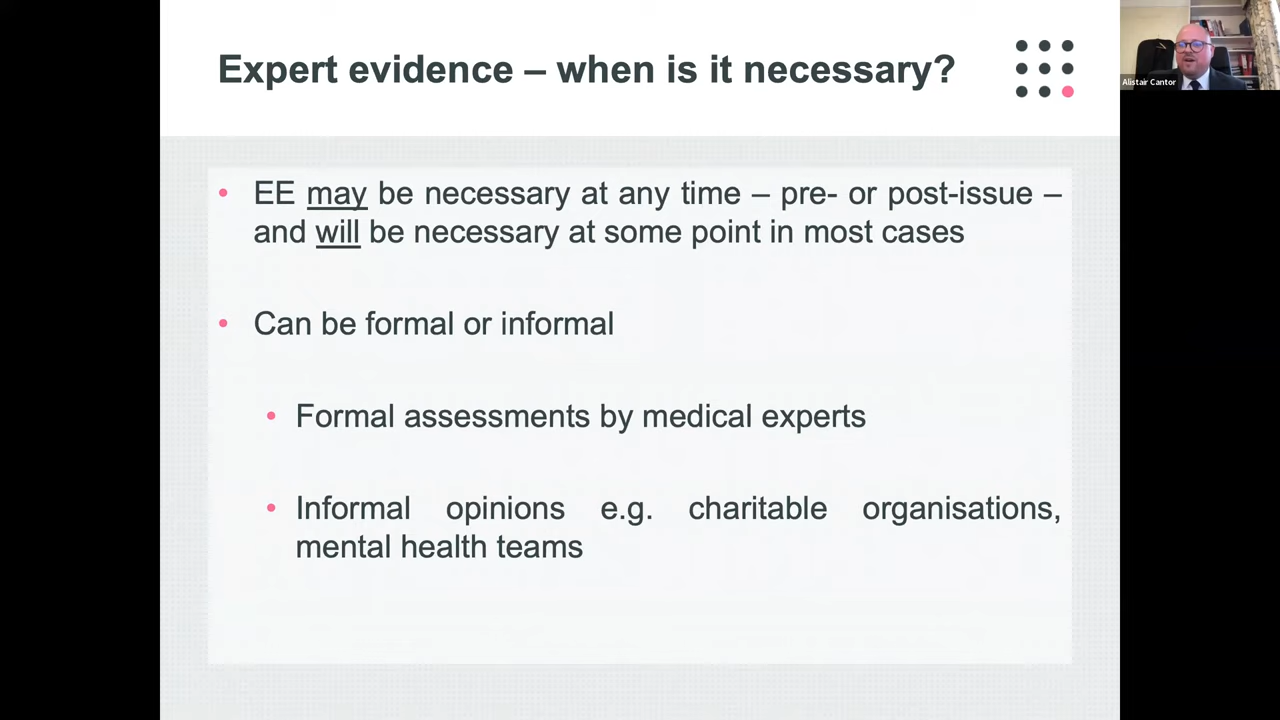 Expert evidence – when is it necessary?
Alistair Cantor
• EE may be necessary at any time – pre- or post-issue –
and will be necessary at some point in most cases
• Can be formal or informal
• Formal assessments by medical experts
• Informal opinions e.g. charitable organisations,
mental health teams